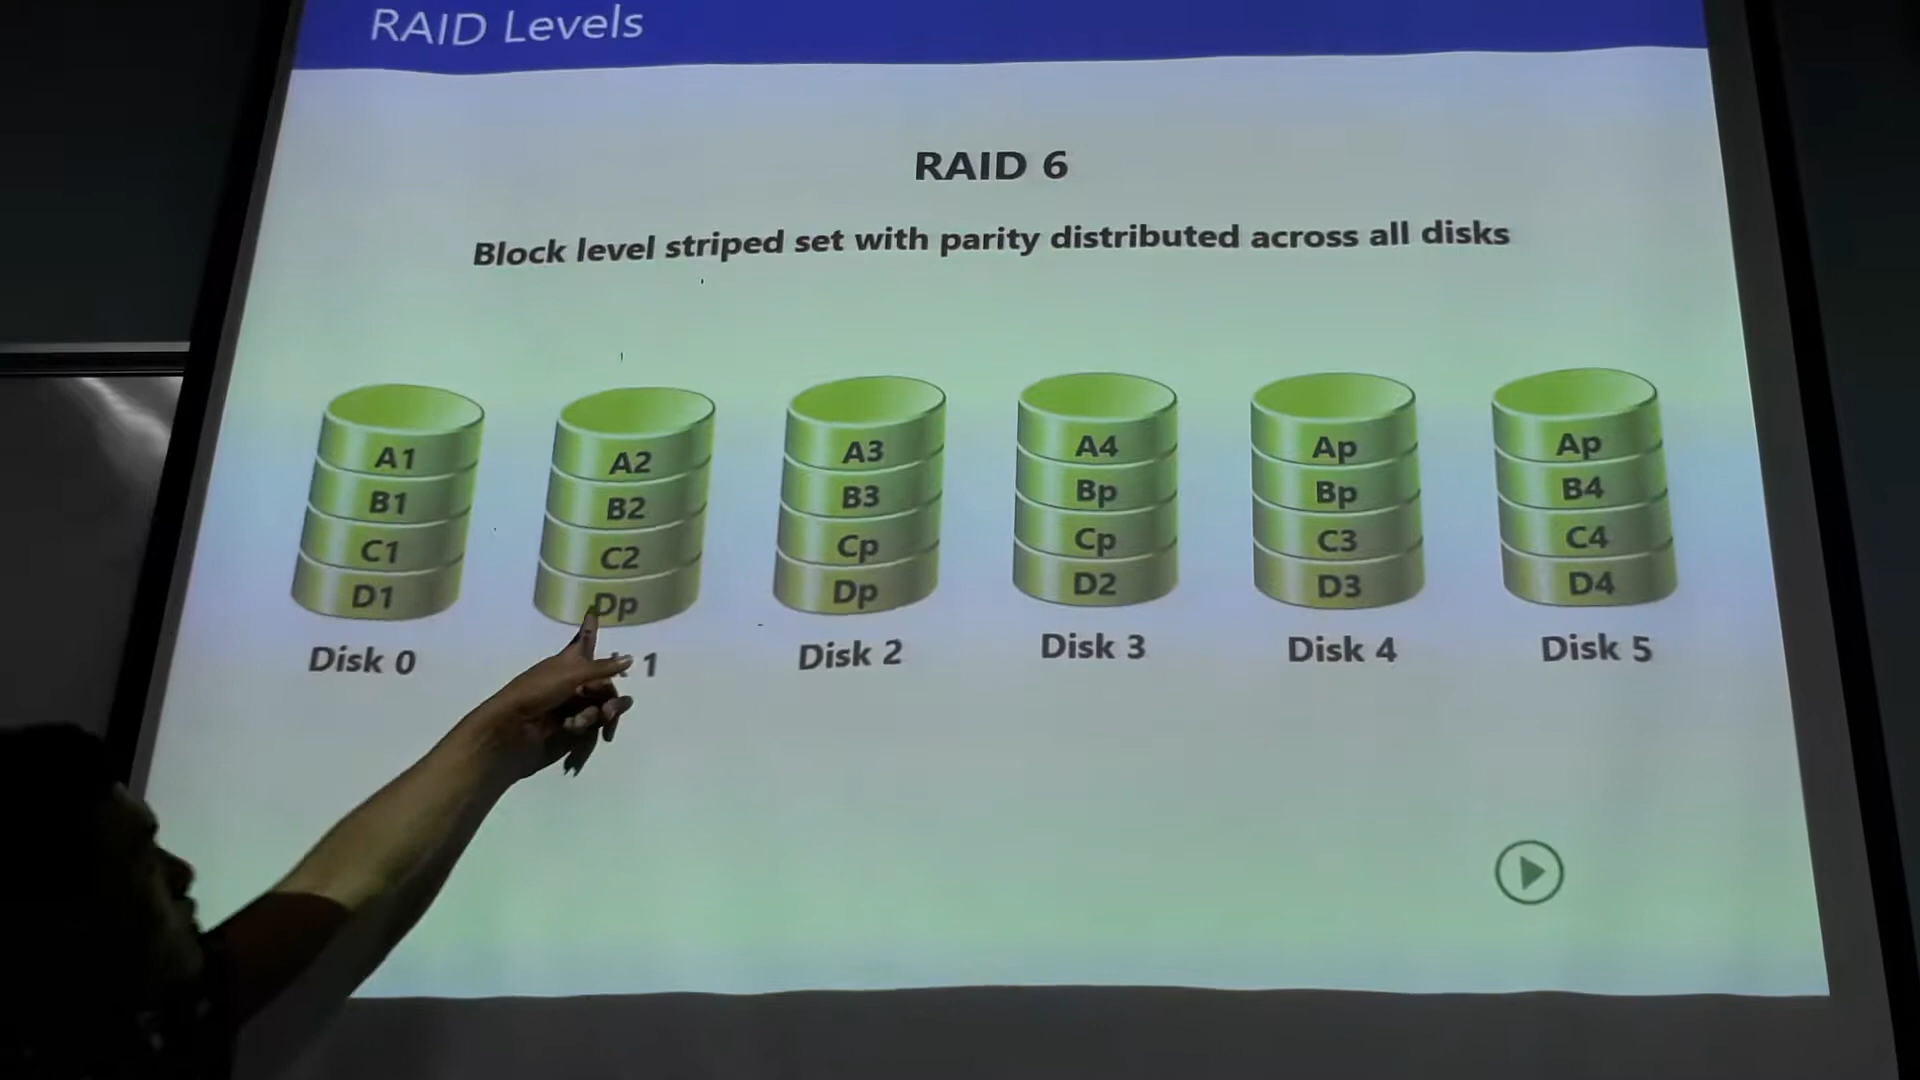 RAID Levels
RAID 6
Block level striped set with parity distributed across all disks
A1 A2 A3 A4 Ap Ap
B1 B2 B3 Bp Bp B4
C1 C2 Cp Cp C3 C4
D1 Dp Dp D2 D3 D4
Disk 0 1 Disk 2 Disk 3 Disk 4 Disk 5